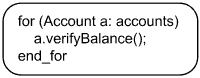 for (Account a: accounts)
a.verifyBalance();
end_for